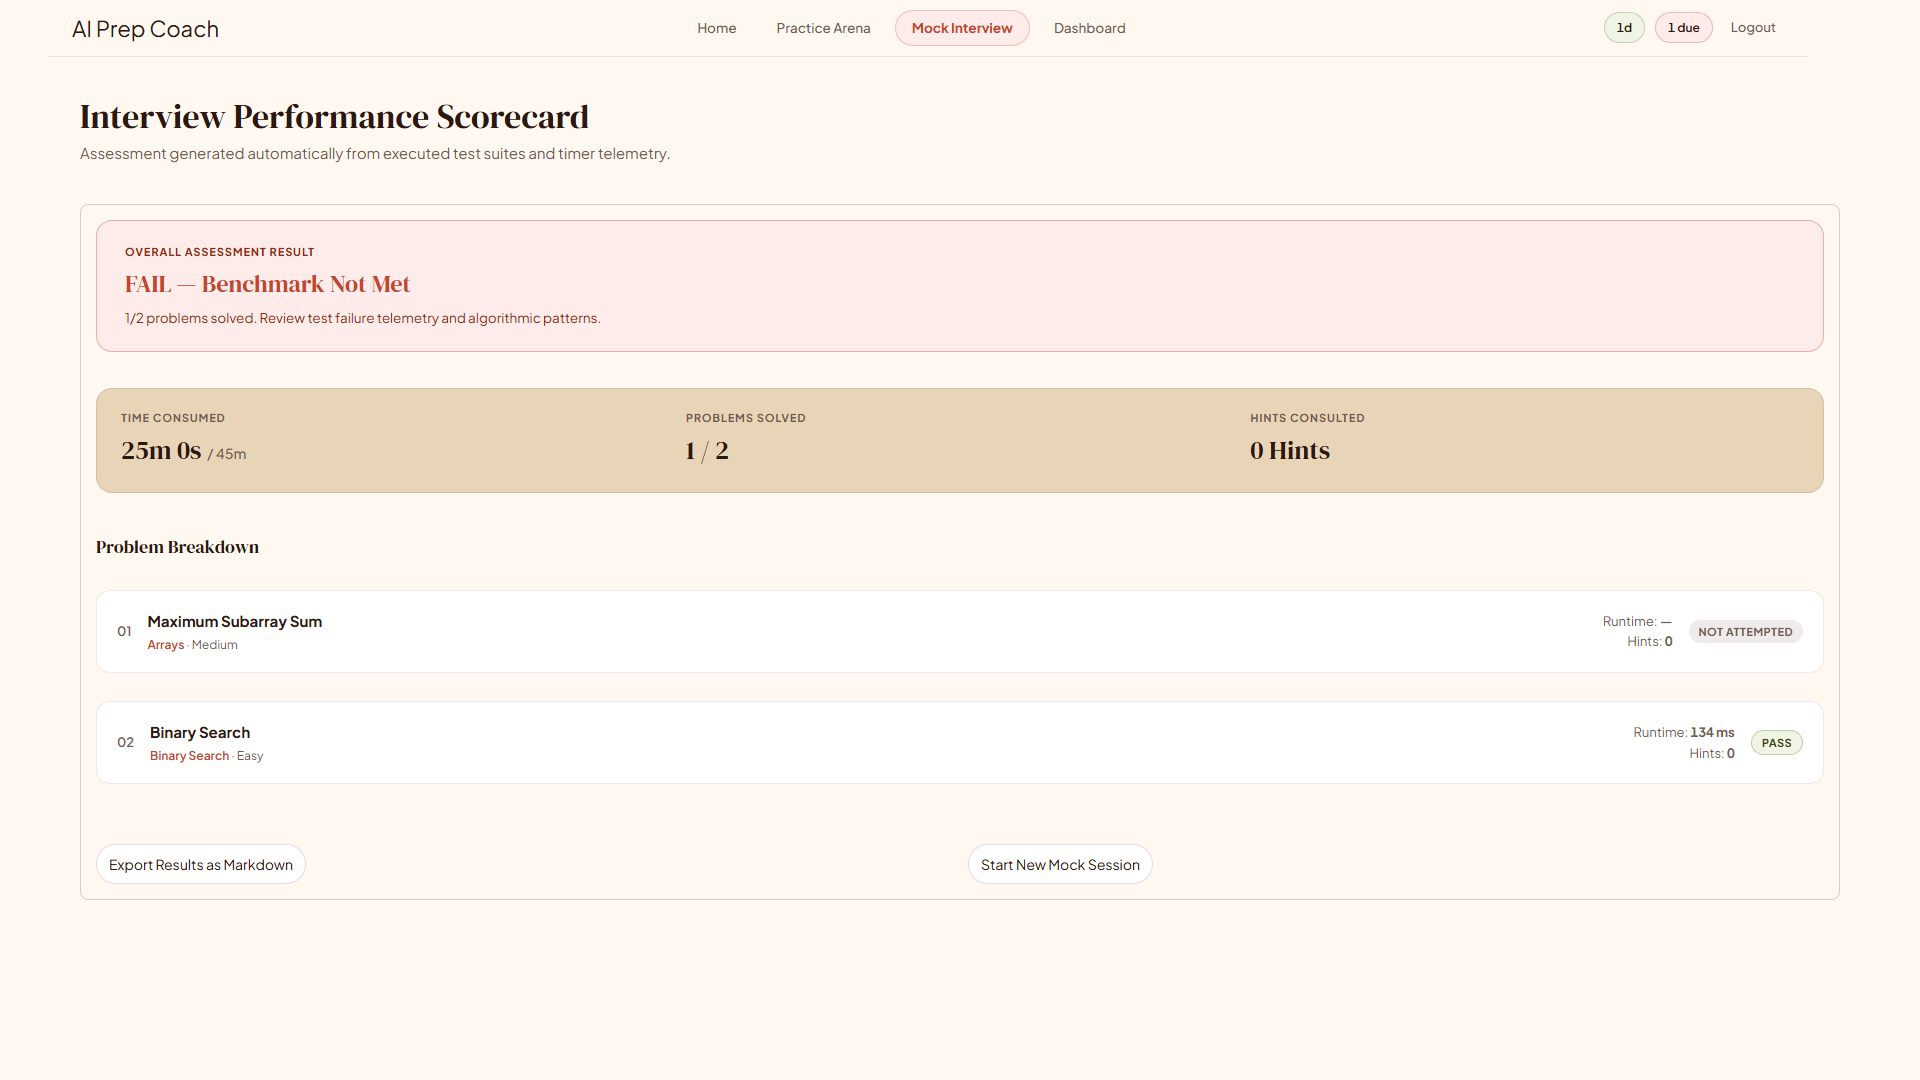 AI Prep Coach
Home
Practice Arena
Mock Interview
Dashboard
1d
1 due
Logout
Interview Performance Scorecard
Assessment generated automatically from executed test suites and timer telemetry.
OVERALL ASSESSMENT RESULT
FAIL — Benchmark Not Met
1/2 problems solved. Review test failure telemetry and algorithmic patterns.
TIME CONSUMED
25m 0s / 45m
PROBLEMS SOLVED
1 / 2
HINTS CONSULTED
0 Hints
Problem Breakdown
01
Maximum Subarray Sum
Arrays · Medium
Runtime: —
Hints: 0
NOT ATTEMPTED
02
Binary Search
Binary Search · Easy
Runtime: 134 ms
Hints: 0
PASS
Export Results as Markdown
Start New Mock Session